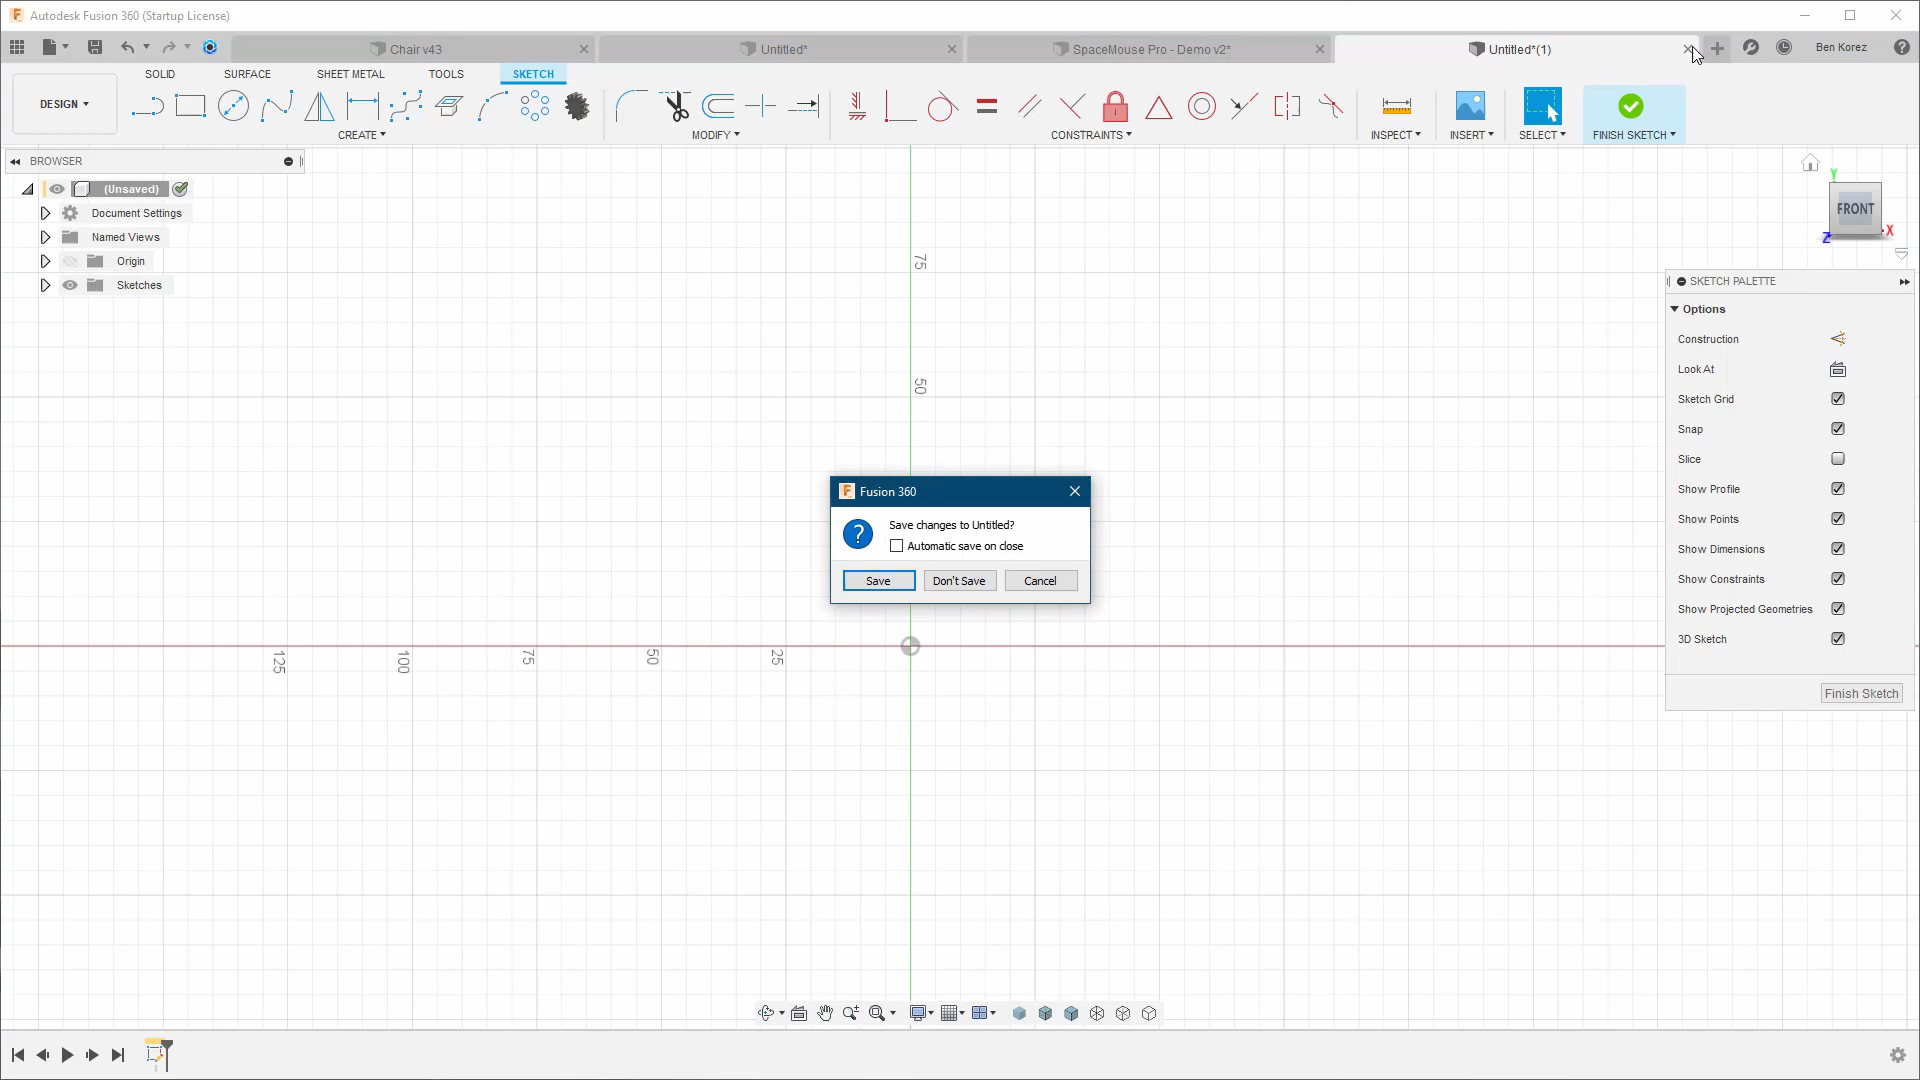 Autodesk Fusion 360 (Startup License)
Chair v43
Untitled*
SpaceMouse Pro - Demo v2*
Untitled*(1)
Ben Korez
SOLID
SURFACE
SHEET METAL
TOOLS
SKETCH
DESIGN
CREATE
MODIFY
CONSTRAINTS
INSPECT
INSERT
SELECT
FINISH SKETCH
BROWSER
(Unsaved)
Document Settings
Named Views
Origin
Sketches
Y
FRONT
Z
X
SKETCH PALETTE
Options
Construction
Look At
Sketch Grid
Snap
Slice
Show Profile
Show Points
Show Dimensions
Show Constraints
Show Projected Geometries
3D Sketch
Finish Sketch
75
50
Fusion 360
Save changes to Untitled?
Automatic save on close
Save
Don't Save
Cancel
125
100
75
50
25